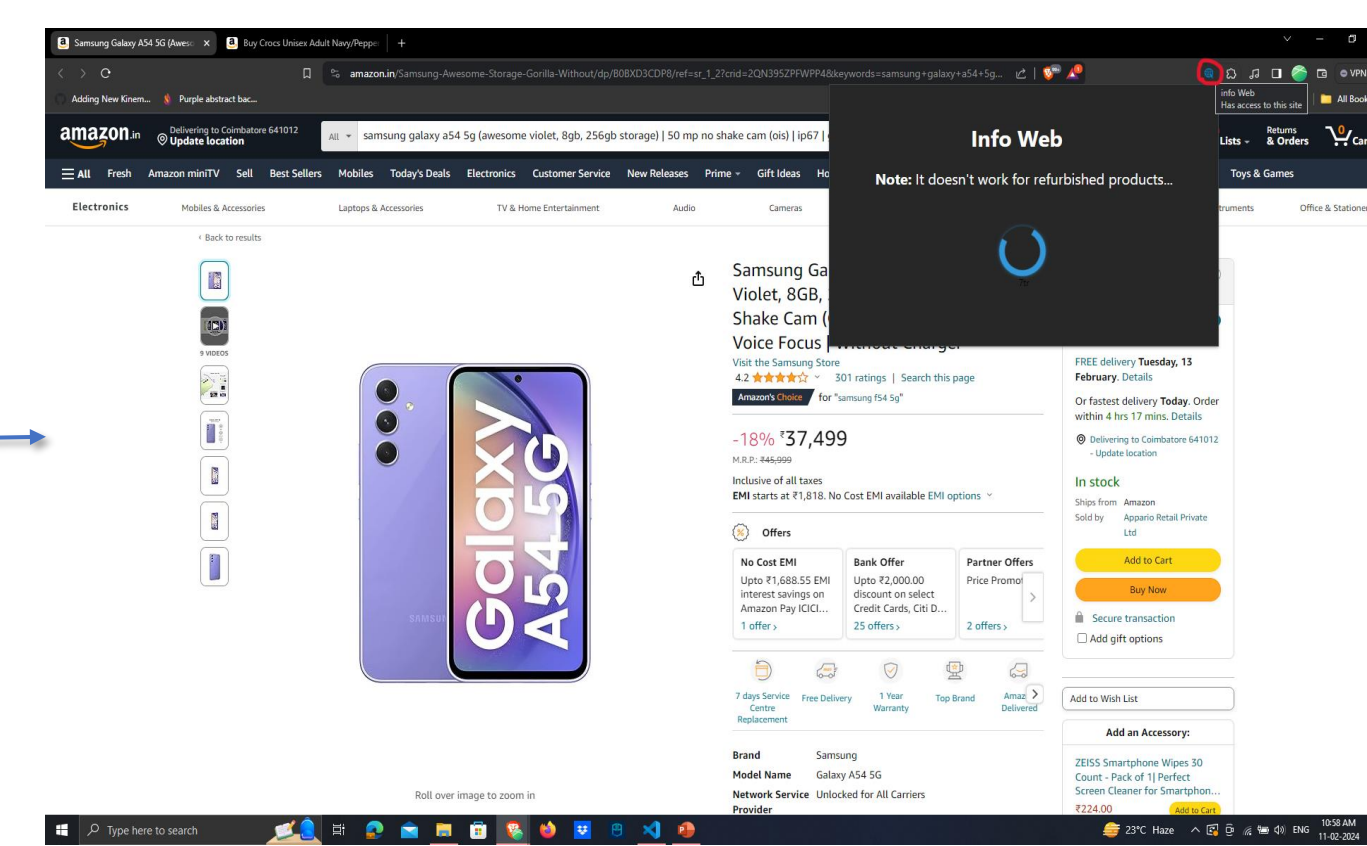 Samsung Galaxy A54 5G (Aweso
Buy Crocs Unisex Adult Navy/Peppe
amazon.in/Samsung-Awesome-Storage-Gorilla-Without/dp/B0BXD3CDP8/ref=sr_1_2?crid=2QN395ZPFWPP4&keywords=samsung+galaxy+a54+5g...
VPN
Adding New Kinem...
Purple abstract bac...
info Web
Has access to this site
All Book
amazon.in
Delivering to Coimbatore 641012
Update location
All
samsung galaxy a54 5g (awesome violet, 8gb, 256gb storage) | 50 mp no shake cam (ois) | ip67 |
Lists
Returns
& Orders
0
Car
All
Fresh
Amazon miniTV
Sell
Best Sellers
Mobiles
Today's Deals
Electronics
Customer Service
New Releases
Prime
Gift Ideas
Ho
Toys & Games
Info Web
Note: It doesn't work for refurbished products...
Electronics
Mobiles & Accessories
Laptops & Accessories
TV & Home Entertainment
Audio
Cameras
truments
Office & Statione
‹ Back to results
9 VIDEOS
Galaxy
A54 5G
SAMSUN
Roll over image to zoom in
Samsung Ga
Violet, 8GB,
Shake Cam (
Voice Focus | Without Charger
Visit the Samsung Store
4.2
301 ratings | Search this page
Amazon's Choice
for "samsung f54 5g"
-18% ₹37,499
M.R.P.: ₹45,999
Inclusive of all taxes
EMI starts at ₹1,818. No Cost EMI available EMI options
Offers
No Cost EMI
Upto ₹1,688.55 EMI
interest savings on
Amazon Pay ICICI...
1 offer ›
Bank Offer
Upto ₹2,000.00
discount on select
Credit Cards, Citi D...
25 offers ›
Partner Offers
Price Promo
2 offers ›
7 days Service
Centre
Replacement
Free Delivery
1 Year
Warranty
Top Brand
Amaz
Delivered
Brand Samsung
Model Name Galaxy A54 5G
Network Service Unlocked for All Carriers
Provider
FREE delivery Tuesday, 13
February. Details
Or fastest delivery Today. Order
within 4 hrs 17 mins. Details
Delivering to Coimbatore 641012
- Update location
In stock
Ships from Amazon
Sold by Appario Retail Private
Ltd
Add to Cart
Buy Now
Secure transaction
Add gift options
Add to Wish List
Add an Accessory:
ZEISS Smartphone Wipes 30
Count - Pack of 1| Perfect
Screen Cleaner for Smartphon...
₹224.00
Add to Cart
Type here to search
23°C Haze
ENG
10:58 AM
11-02-2024